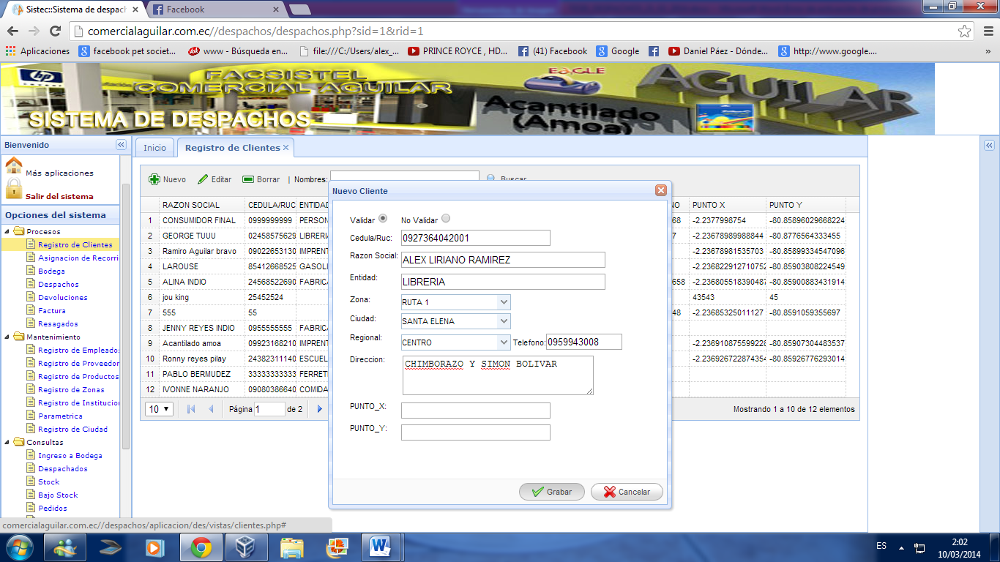 Sistec::Sistema de despach
Facebook
comercialaguilar.com.ec//despachos/despachos.php?sid=1&rid=1
Aplicaciones facebook pet societ... www - Búsqueda en... file:///C:/Users/alex_... PRINCE ROYCE , HD... (41) Facebook Google Daniel Páez - Dónde... http://www.google.... »
hp
FACSISTEL
COMERCIAL AGUILAR
SISTEMA DE DESPACHOS
EAGLE
Acantilado
(Amoa)
AGUILAR
Bienvenido
Más aplicaciones
Salir del sistema
Opciones del sistema
Procesos
Registro de Clientes
Asignacion de Recorri
Bodega
Despachos
Devoluciones
Factura
Resagados
Mantenimiento
Registro de Empleado
Registro de Proveedor
Registro de Productos
Registro de Zonas
Registro de Institucion
Parametrica
Registro de Ciudad
Consultas
Ingreso a Bodega
Despachados
Stock
Bajo Stock
Pedidos
Inicio Registro de Clientes
Nuevo Editar Borrar | Nombres: Buscar
RAZON SOCIAL CEDULA/RUC ENTIDAD NO PUNTO X PUNTO Y
1 CONSUMIDOR FINAL 0999999999 PERSON 68 -2.2377998754 -80.85896029668224
2 GEORGE TUUU 02458575629 LIBRERI 7 -2.23678989988844 -80.8776564333455
3 Ramiro Aguilar bravo 09022653130 IMPRENT -2.23678981535703 -80.85899334547096
4 LAROUSE 85412668525 GASOLI -2.236822912710752 -80.85903808224549
5 ALINA INDIO 24568522690 FABRICA 658 -2.236805518390487 -80.85900883431914
6 jou king 25452524 43543 45
7 555 55 48 -2.23685325011127 -80.8591059355697
8 JENNY REYES INDIO 0955555555 FABRICA
9 Acantilado amoa 09923168210 IMPRENT -2.236910875599228 -80.85907304483537
10 Ronny reyes pilay 24382311140 ESCUEL -2.236926722874354 -80.85926776293014
11 PABLO BERMUDEZ 33333333333 FERRET
12 IVONNE NARANJO 09080386640 COMIDA
10 Página 1 de 2 Mostrando 1 a 10 de 12 elementos
Nuevo Cliente
Validar No Validar
Cedula/Ruc: 0927364042001
Razon Social: ALEX LIRIANO RAMIREZ
Entidad: LIBRERIA
Zona: RUTA 1
Ciudad: SANTA ELENA
Regional: CENTRO Telefono: 0959943008
Direccion: CHIMBORAZO Y SIMON BOLIVAR
PUNTO_X:
PUNTO_Y:
Grabar Cancelar
comercialaguilar.com.ec//despachos/aplicacion/des/vistas/clientes.php#
ES 2:02
10/03/2014